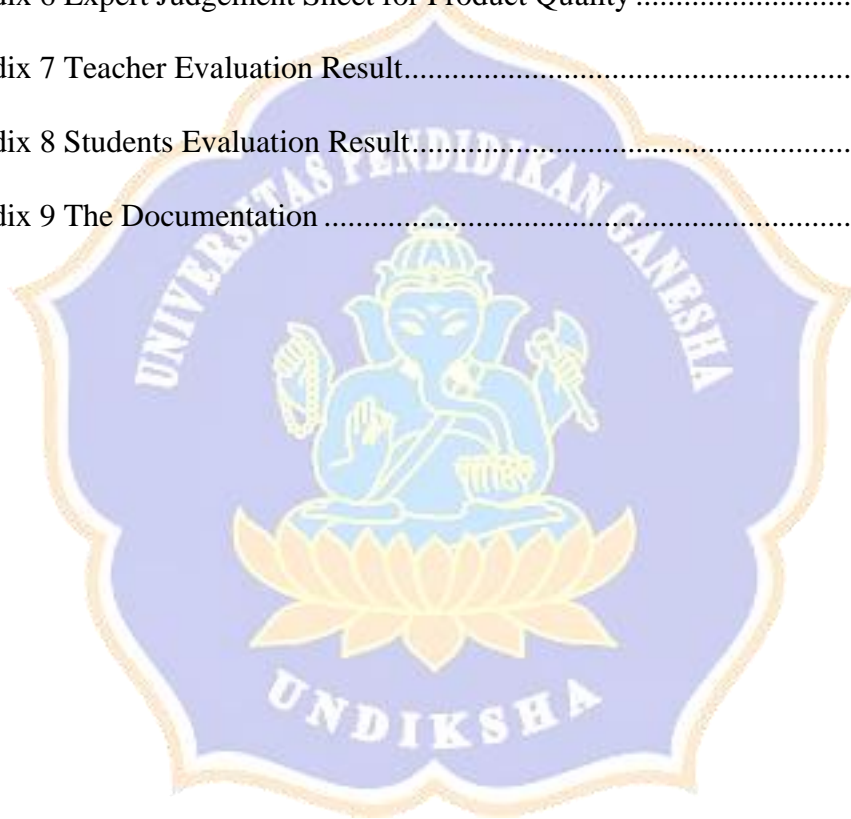 dix 6 Expert Judgement Sheet for Product Quality ..............................
dix 7 Teacher Evaluation Result..........................................................
dix 8 Students Evaluation Result.........................................................
dix 9 The Documentation ...................................................................
UNIVERSITAS PENDIDIKAN GANESHA
UNDIKSHA